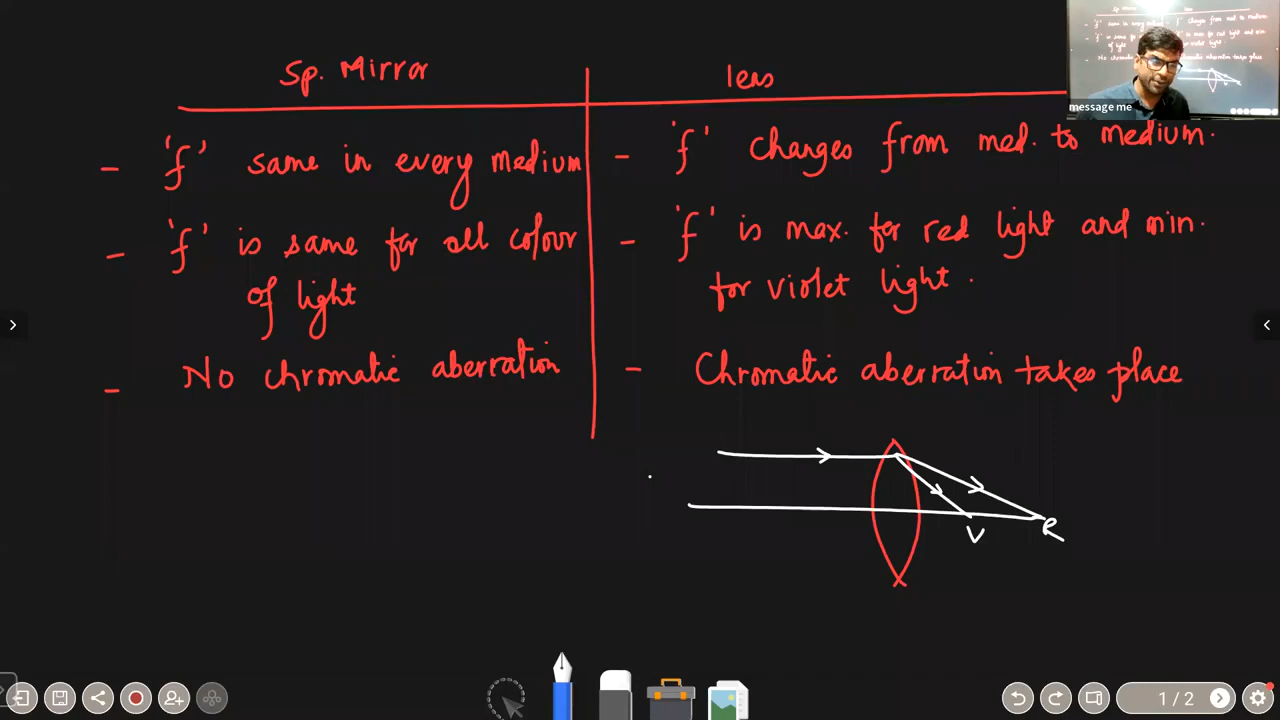 Sp. Mirror
lens
- 'f' same in every medium
- 'f' changes from med. to medium.
- 'f' is same for all colour
of light
- 'f' is max. for red light and min.
for violet light.
- No chromatic aberration
- Chromatic aberration takes place
V
R
message me
1/2